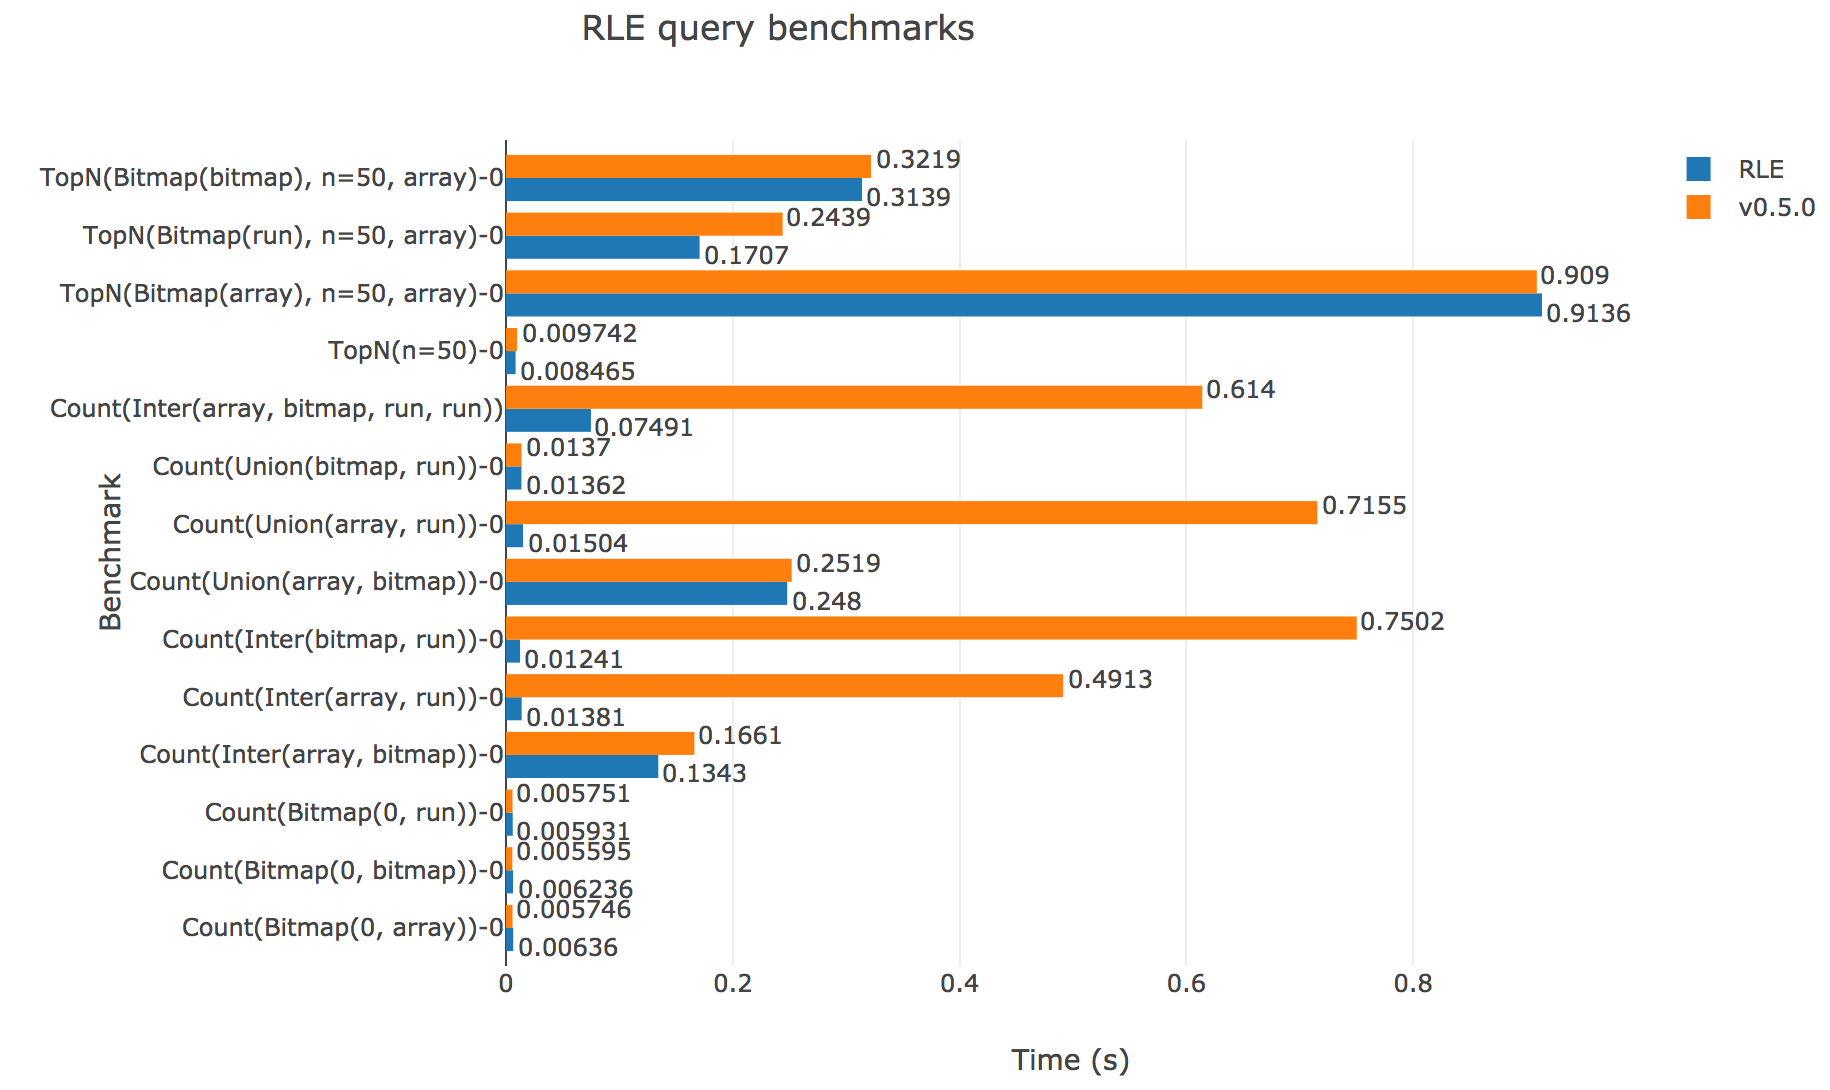 RLE query benchmarks
RLE
v0.5.0
TopN(Bitmap(bitmap), n=50, array)-0
0.3219
0.3139
TopN(Bitmap(run), n=50, array)-0
0.2439
0.1707
TopN(Bitmap(array), n=50, array)-0
0.909
0.9136
TopN(n=50)-0
0.009742
0.008465
Count(Inter(array, bitmap, run, run))
0.614
0.07491
Count(Union(bitmap, run))-0
0.0137
0.01362
Count(Union(array, run))-0
0.7155
0.01504
Count(Union(array, bitmap))-0
0.2519
0.248
Count(Inter(bitmap, run))-0
0.7502
0.01241
Count(Inter(array, run))-0
0.4913
0.01381
Count(Inter(array, bitmap))-0
0.1661
0.1343
Count(Bitmap(0, run))-0
0.005751
0.005931
Count(Bitmap(0, bitmap))-0
0.005595
0.006236
Count(Bitmap(0, array))-0
0.005746
0.00636
Benchmark
0 0.2 0.4 0.6 0.8
Time (s)